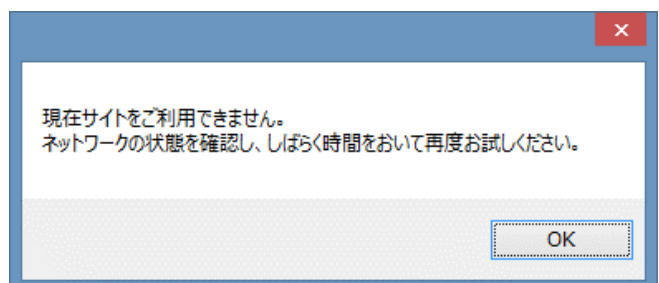 現在サイトをご利用できません。
ネットワークの状態を確認し、しばらく時間をおいて再度お試しください。
OK